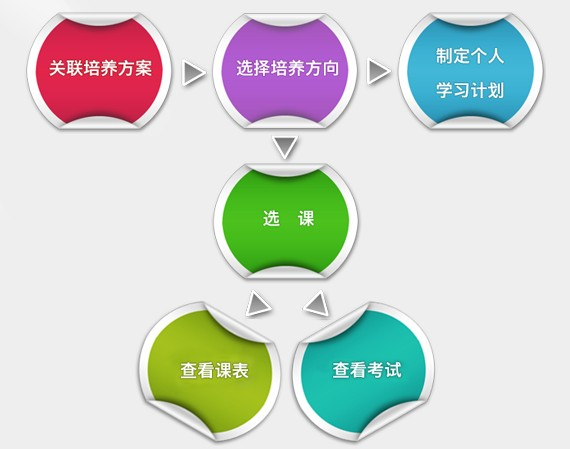 关联培养方案
选择培养方向
制定个人
学习计划
选 课
查看课表
查看考试